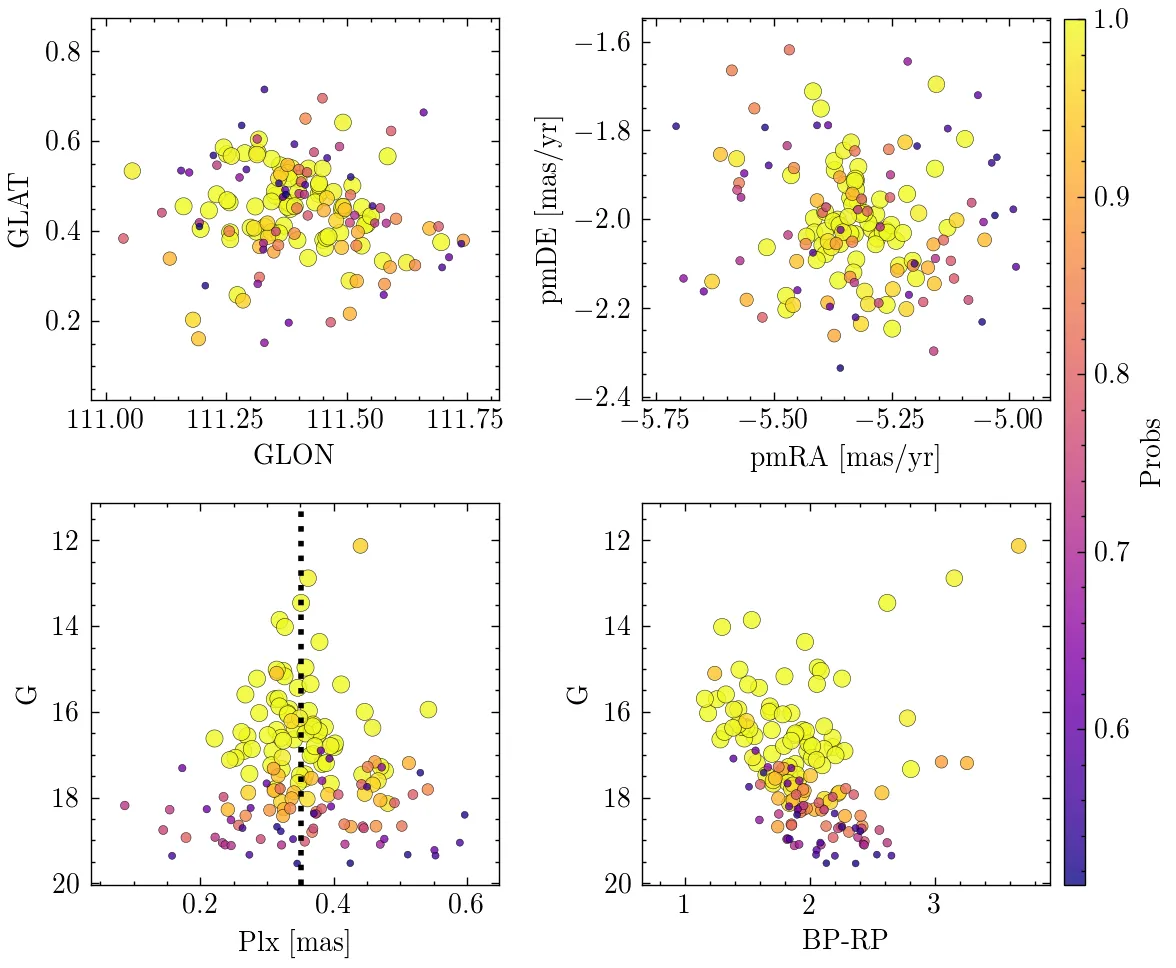 0.8
0.6
0.4
0.2
GLAT
111.00 111.25 111.50 111.75
GLON
−1.6
−1.8
−2.0
−2.2
−2.4
pmDE [mas/yr]
−5.75 −5.50 −5.25 −5.00
pmRA [mas/yr]
1.0
0.9
0.8
0.7
0.6
Probs
12
14
16
18
20
G
0.2 0.4 0.6
Plx [mas]
12
14
16
18
20
G
1 2 3
BP-RP